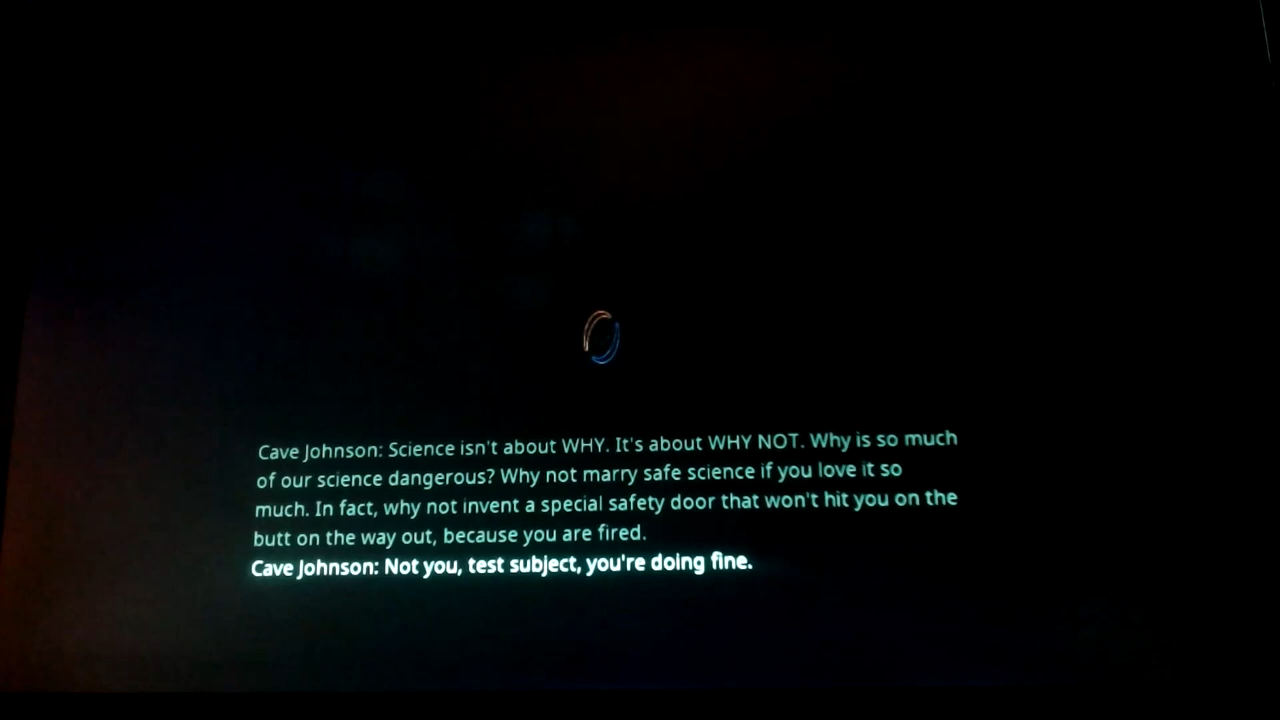 Cave Johnson: Science isn't about WHY. It's about WHY NOT. Why is so much
of our science dangerous? Why not marry safe science if you love it so
much. In fact, why not invent a special safety door that won't hit you on the
butt on the way out, because you are fired.
Cave Johnson: Not you, test subject, you're doing fine.